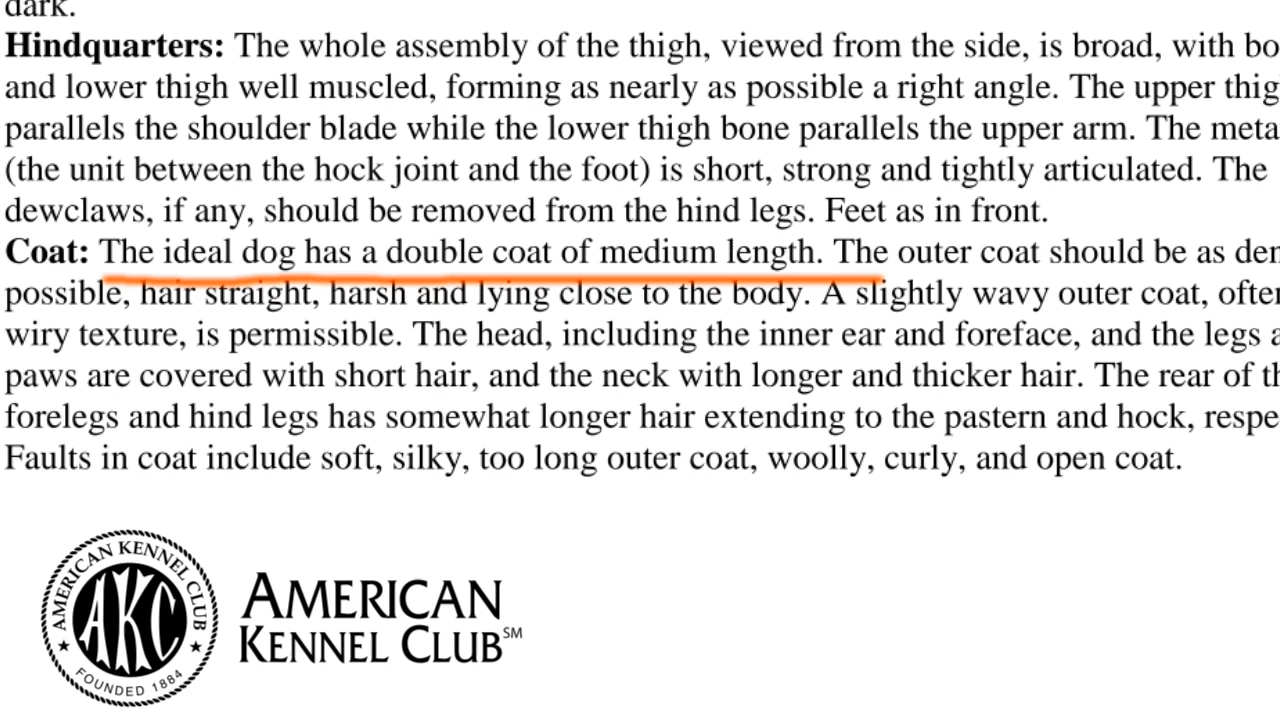 dark.
Hindquarters: The whole assembly of the thigh, viewed from the side, is broad, with bo
and lower thigh well muscled, forming as nearly as possible a right angle. The upper thig
parallels the shoulder blade while the lower thigh bone parallels the upper arm. The meta
(the unit between the hock joint and the foot) is short, strong and tightly articulated. The
dewclaws, if any, should be removed from the hind legs. Feet as in front.
Coat: The ideal dog has a double coat of medium length. The outer coat should be as den
possible, hair straight, harsh and lying close to the body. A slightly wavy outer coat, often
wiry texture, is permissible. The head, including the inner ear and foreface, and the legs a
paws are covered with short hair, and the neck with longer and thicker hair. The rear of th
forelegs and hind legs has somewhat longer hair extending to the pastern and hock, respe
Faults in coat include soft, silky, too long outer coat, woolly, curly, and open coat.
AMERICAN KENNEL CLUB
AKC
FOUNDED 1884
AMERICAN
KENNEL CLUB℠